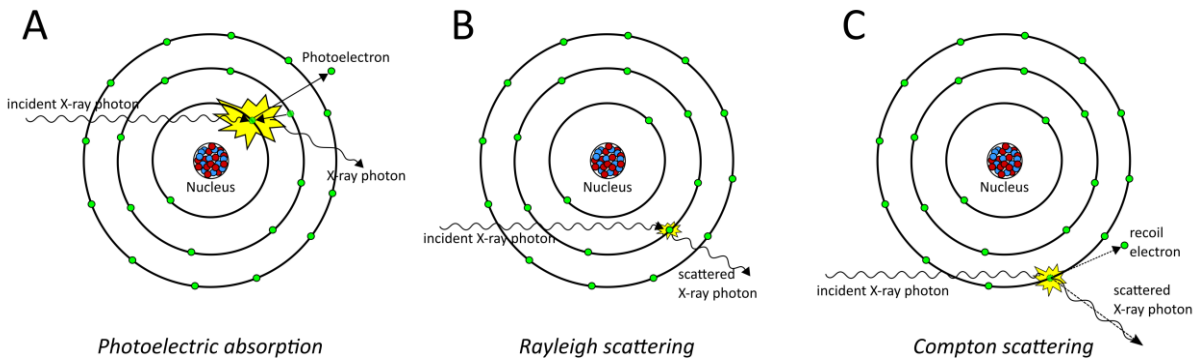 A
Photoelectron
incident X-ray photon
Nucleus
X-ray photon
Photoelectric absorption
B
Nucleus
incident X-ray photon
scattered
X-ray photon
Rayleigh scattering
C
Nucleus
recoil
electron
incident X-ray photon
scattered
X-ray photon
Compton scattering